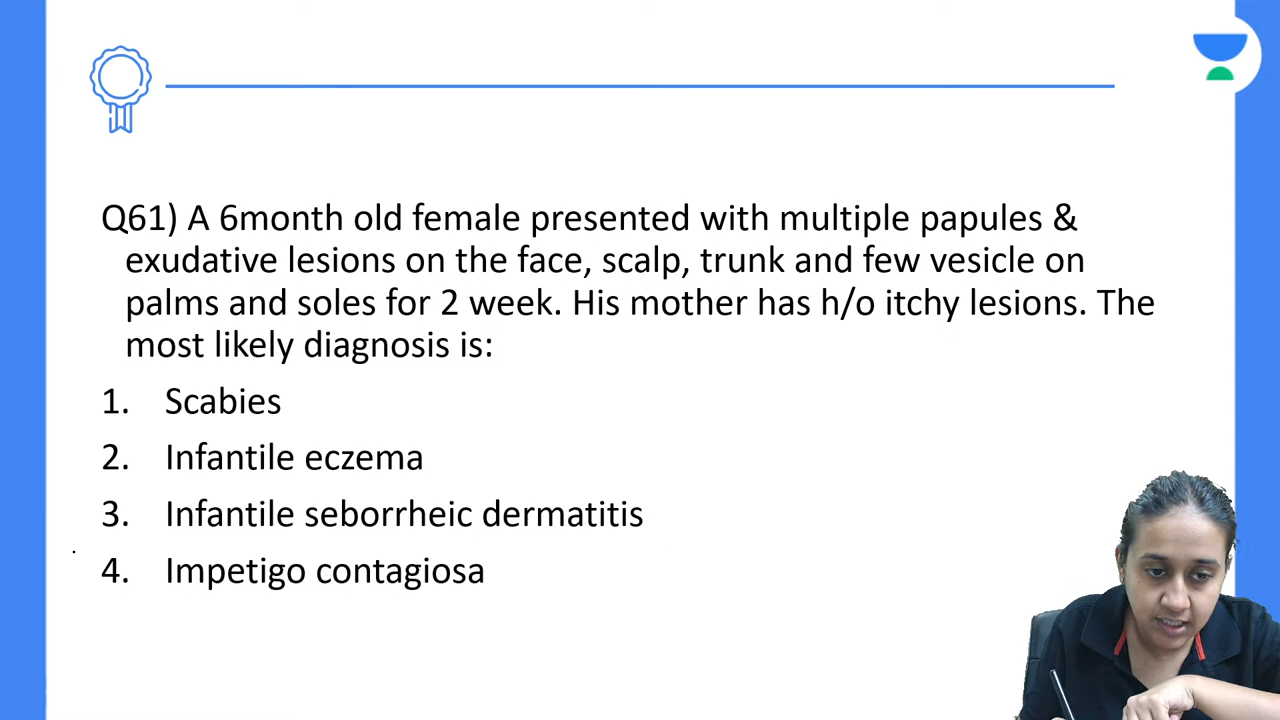 Q61) A 6month old female presented with multiple papules &
exudative lesions on the face, scalp, trunk and few vesicle on
palms and soles for 2 week. His mother has h/o itchy lesions. The
most likely diagnosis is:
1. Scabies
2. Infantile eczema
3. Infantile seborrheic dermatitis
4. Impetigo contagiosa